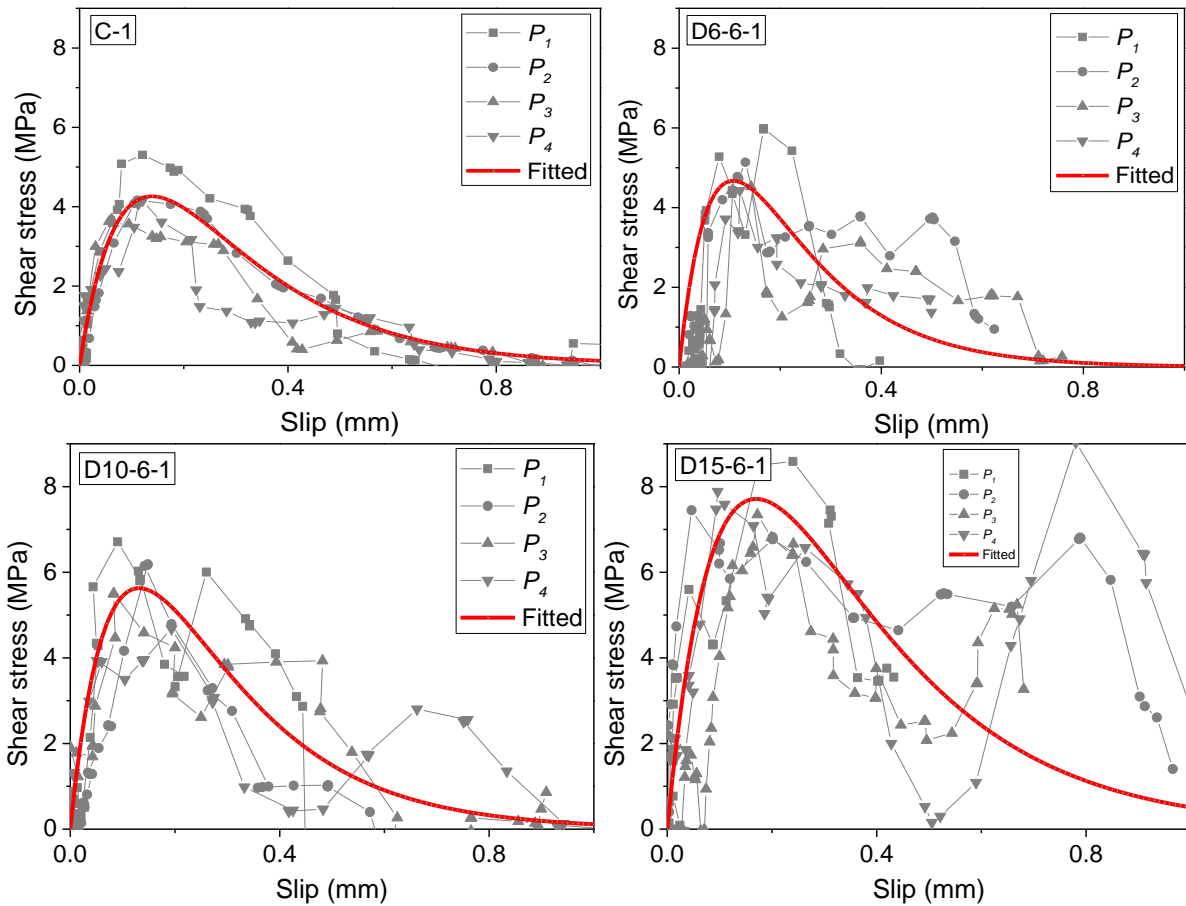 C-1
P1
P2
P3
P4
Fitted
Shear stress (MPa)
8
6
4
2
0
0.0
0.4
0.8
Slip (mm)
D6-6-1
P1
P2
P3
P4
Fitted
Shear stress (MPa)
8
6
4
2
0
0.0
0.4
0.8
Slip (mm)
D10-6-1
P1
P2
P3
P4
Fitted
Shear stress (MPa)
8
6
4
2
0
0.0
0.4
0.8
Slip (mm)
D15-6-1
P1
P2
P3
P4
Fitted
Shear stress (MPa)
8
6
4
2
0
0.0
0.4
0.8
Slip (mm)